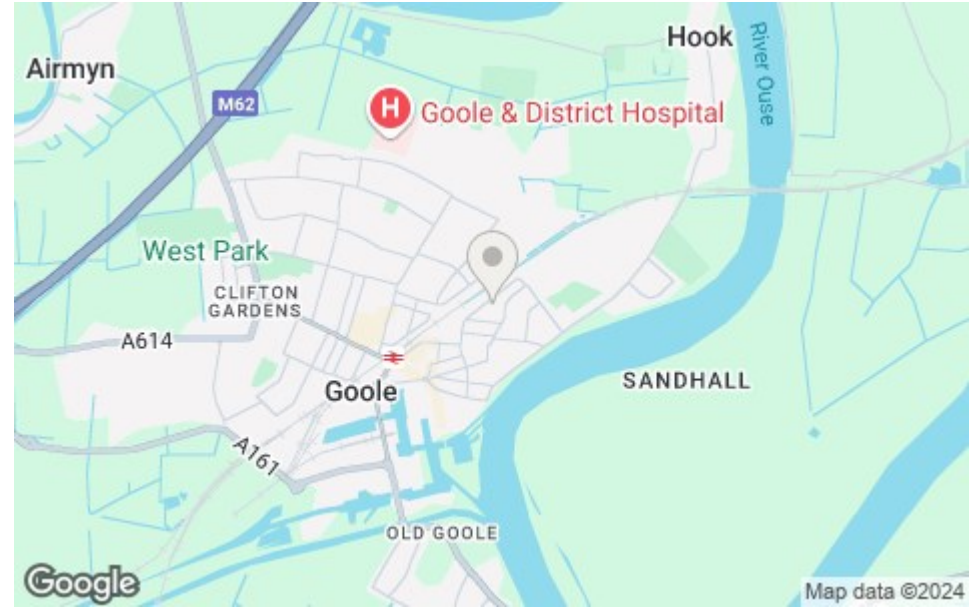 Hook
River Ouse
Airmyn
M62
H
Goole & District Hospital
West Park
CLIFTON
GARDENS
A614
Goole
SANDHALL
A161
OLD GOOLE
Google
Map data ©2024